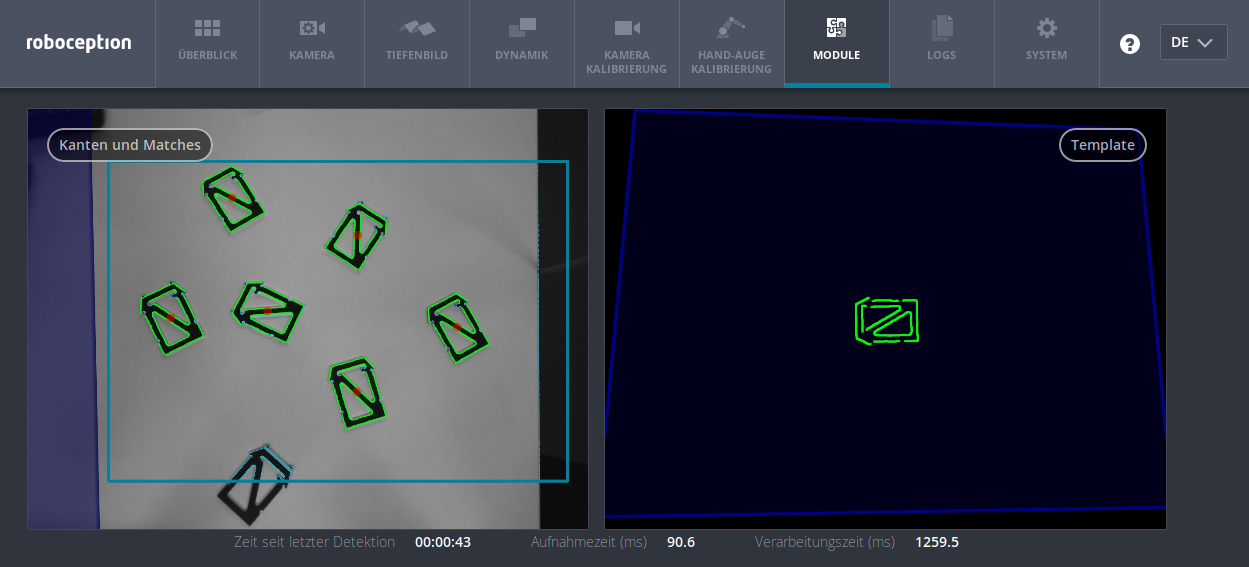 roboception
ÜBERBLICK
KAMERA
TIEFENBILD
DYNAMIK
KAMERA
KALIBRIERUNG
HAND-AUGE
KALIBRIERUNG
MODULE
LOGS
SYSTEM
?
DE
Kanten und Matches
Template
Zeit seit letzter Detektion 00:00:43 Aufnahmezeit (ms) 90.6 Verarbeitungszeit (ms) 1259.5